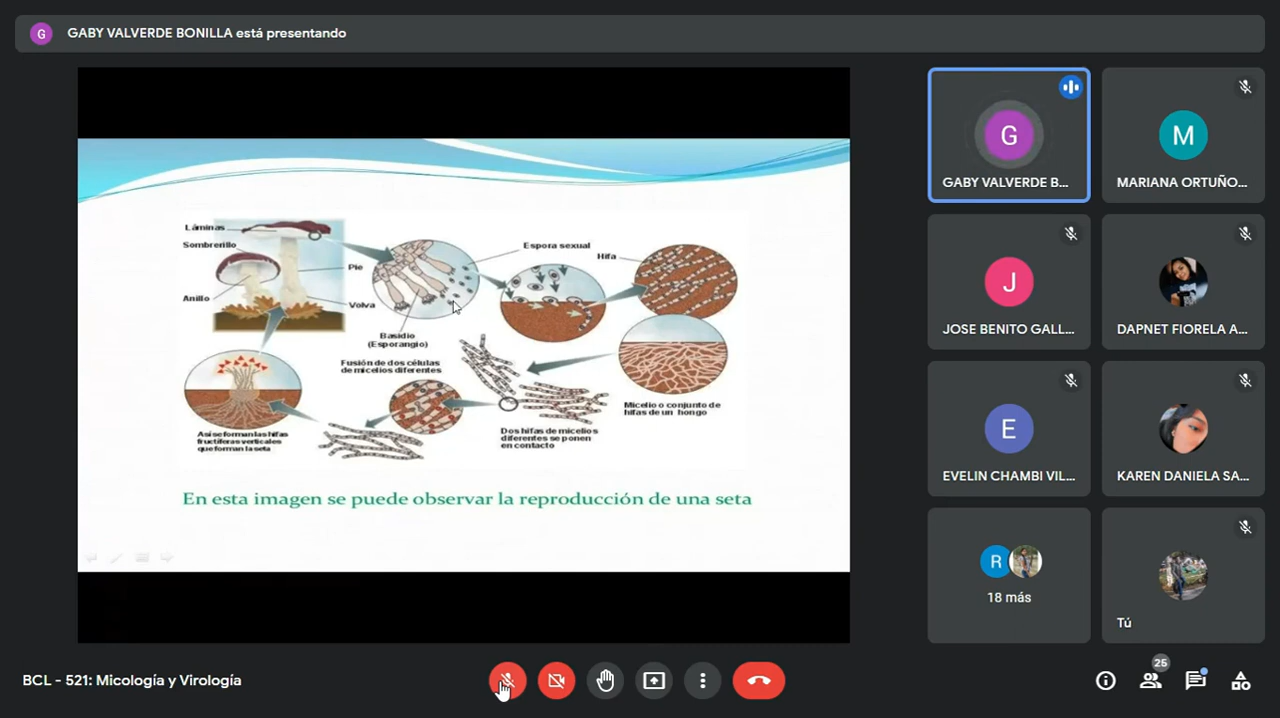 G
GABY VALVERDE BONILLA está presentando
Láminas
Sombrerillo
Anillo
Pie
Volva
Basidio
(Esporangio)
Espora sexual
Hifa
Fusión de dos células
de micelios diferentes
Micelio o conjunto de
hifas de un hongo
Dos hifas de micelios
diferentes se ponen
en contacto
Así se forman las hifas
fructíferas verticales
que forman la seta
En esta imagen se puede observar la reproducción de una seta
G
GABY VALVERDE B...
M
MARIANA ORTUÑO...
J
JOSE BENITO GALL...
DAPNET FIORELA A...
E
EVELIN CHAMBI VIL...
KAREN DANIELA SA...
R
18 más
Tú
BCL - 521: Micología y Virología
25